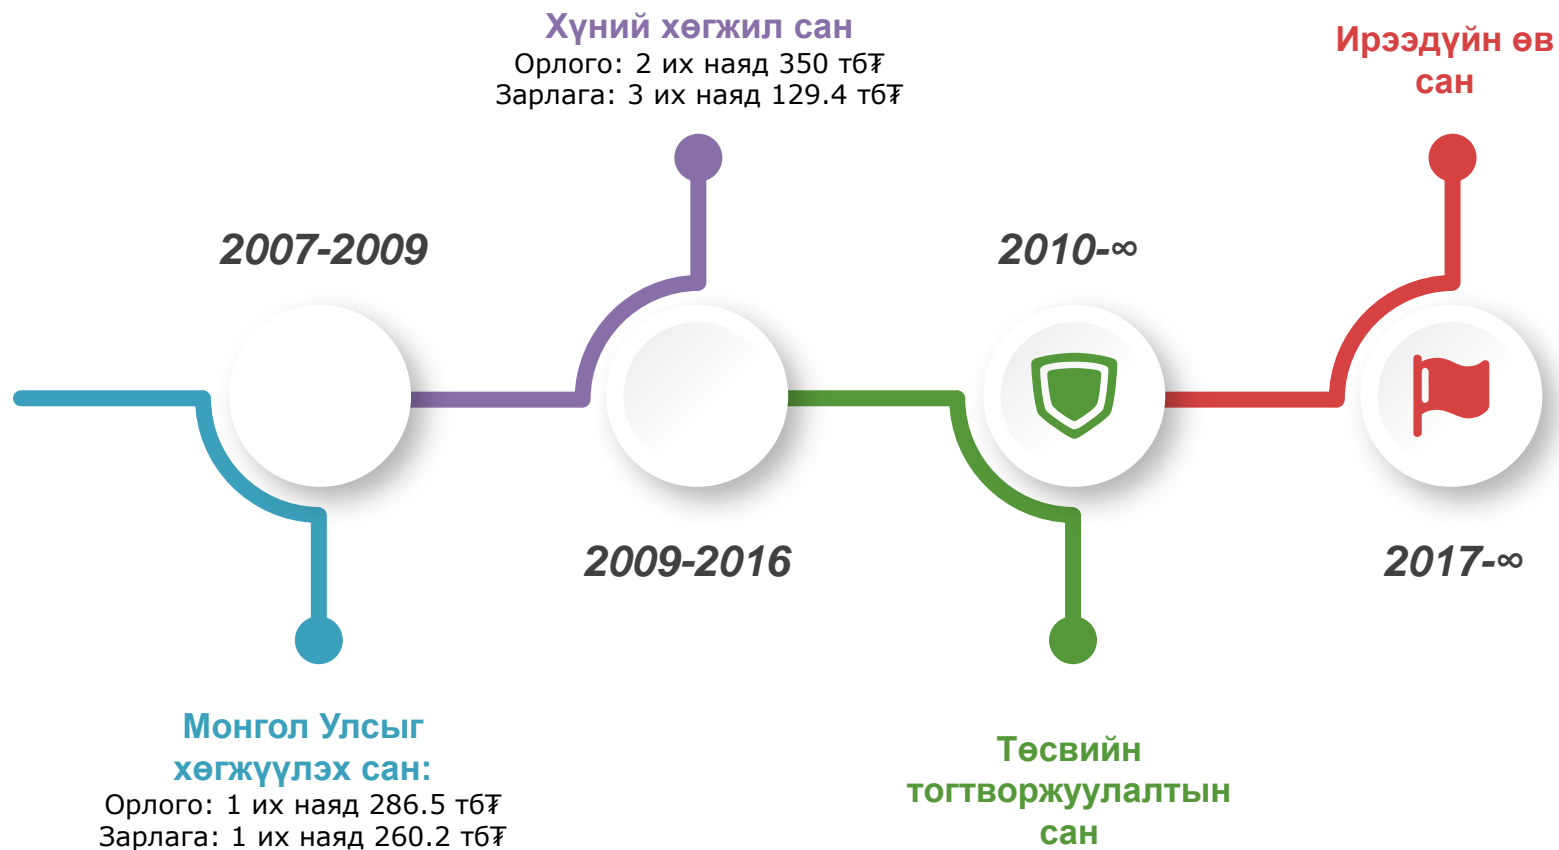 Хүний хөгжил сан
Орлого: 2 их наяд 350 тб₮
Зарлага: 3 их наяд 129.4 тб₮
Ирээдүйн өв
сан
2007-2009
2010-∞
2009-2016
2017-∞
Монгол Улсыг
хөгжүүлэх сан:
Орлого: 1 их наяд 286.5 тб₮
Зарлага: 1 их наяд 260.2 тб₮
Төсвийн
тогтворжуулалтын
сан